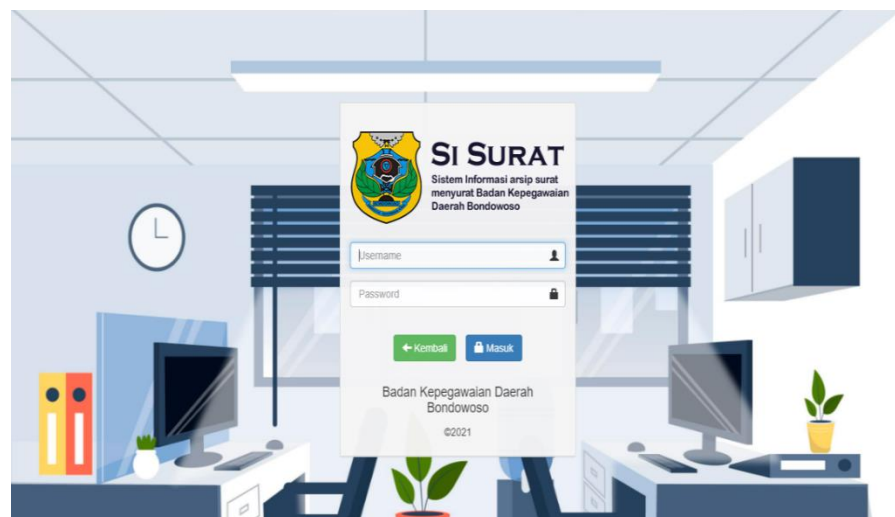 SI SURAT
Sistem Informasi arsip surat
menyurat Badan Kepegawaian
Daerah Bondowoso
Username
Password
Kembali
Masuk
Badan Kepegawaian Daerah
Bondowoso
©2021